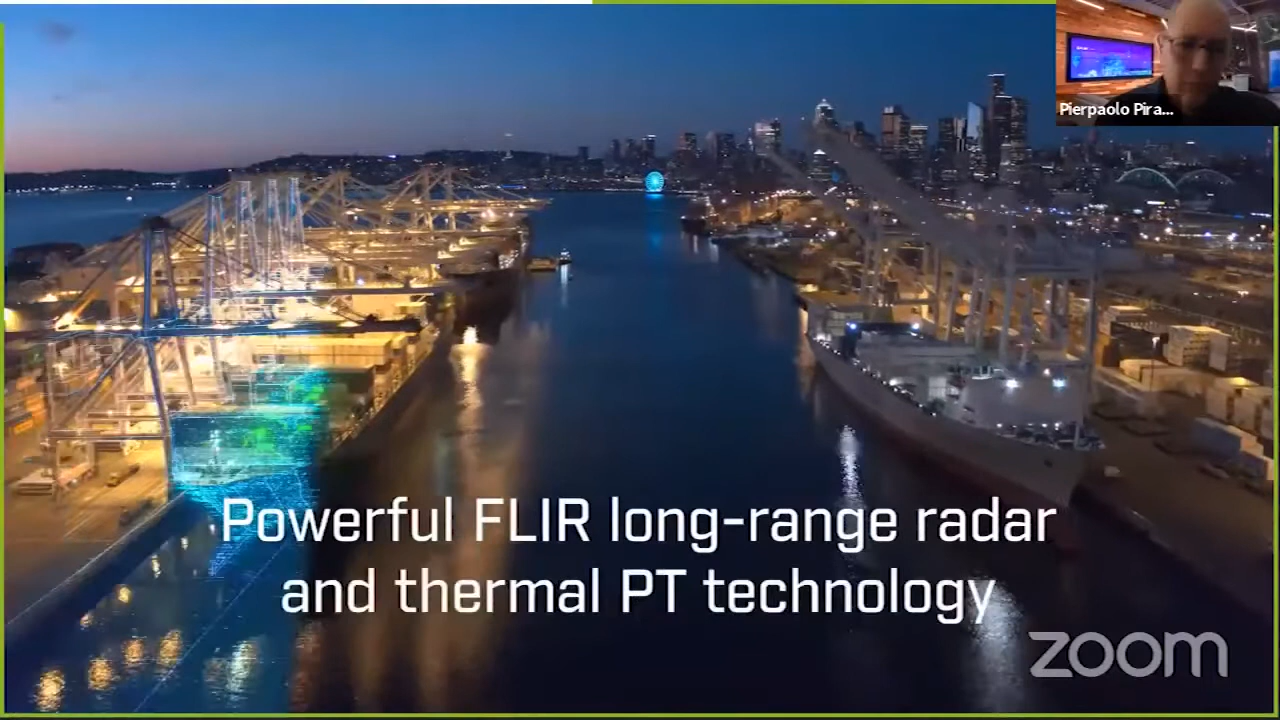 Pierpaolo Pira...
Powerful FLIR long-range radar
and thermal PT technology
zoom